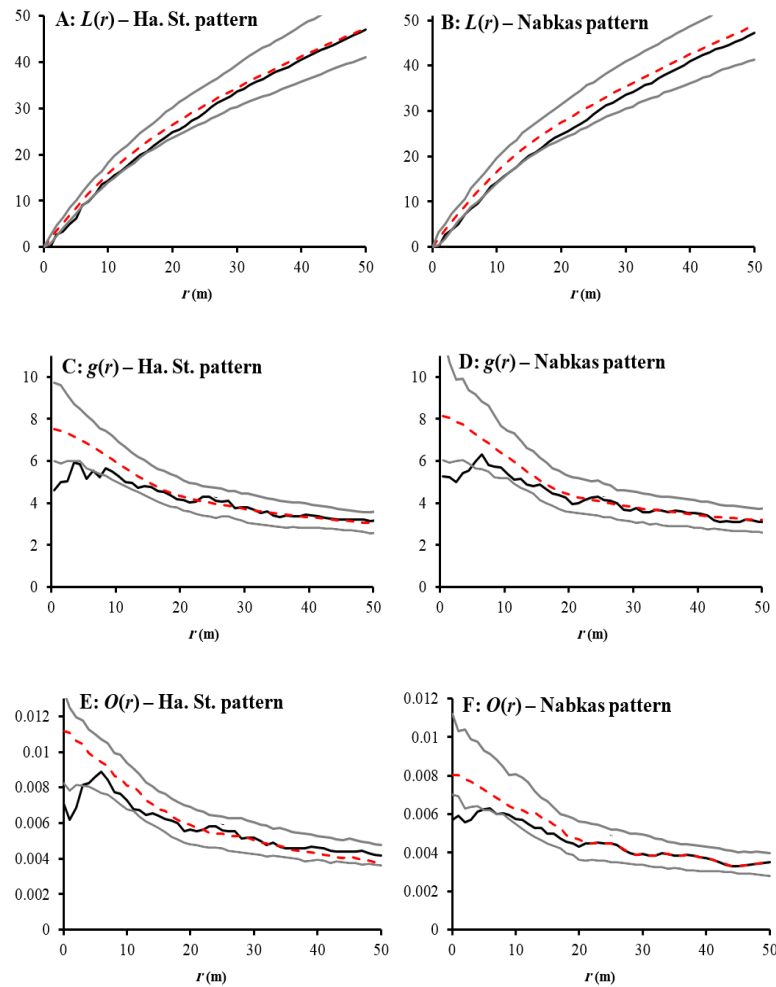 A: L(r) – Ha. St. pattern
50
40
30
20
10
0
0 10 20 30 40 50
r (m)
B: L(r) – Nabkas pattern
50
40
30
20
10
0
0 10 20 30 40 50
r (m)
C: g(r) – Ha. St. pattern
10
8
6
4
2
0
0 10 20 30 40 50
r (m)
D: g(r) – Nabkas pattern
10
8
6
4
2
0
0 10 20 30 40 50
r (m)
E: O(r) – Ha. St. pattern
0.012
0.01
0.008
0.006
0.004
0.002
0
0 10 20 30 40 50
r (m)
F: O(r) – Nabkas pattern
0.012
0.01
0.008
0.006
0.004
0.002
0
0 10 20 30 40 50
r (m)